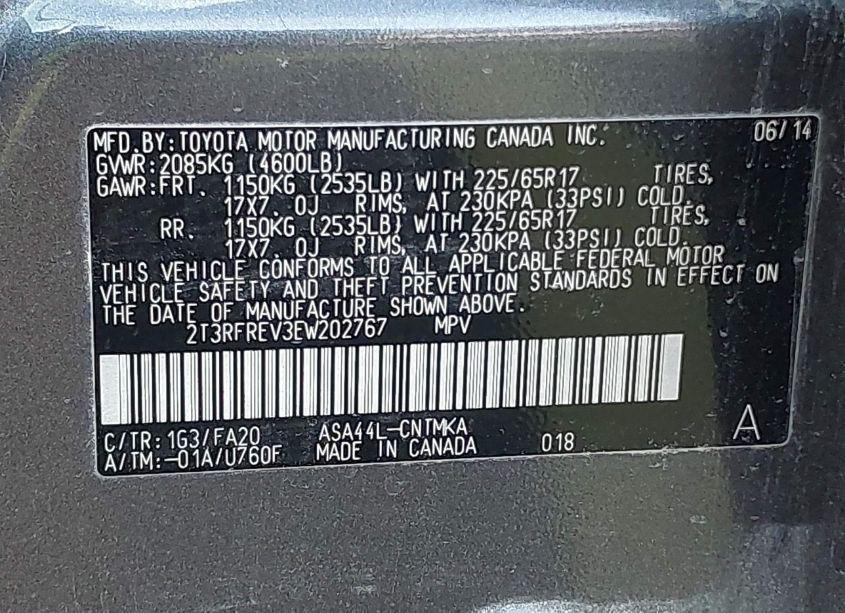 MFD.BY:TOYOTA MOTOR MANUFACTURING CANADA INC. 06/14
GVWR:2085KG (4600LB)
GAWR:FRT. 1150KG (2535LB) WITH 225/65R17 TIRES,
17X7.0J RIMS, AT 230KPA (33PSI) COLD.
RR. 1150KG (2535LB) WITH 225/65R17 TIRES,
17X7.0J RIMS, AT 230KPA (33PSI) COLD.
THIS VEHICLE CONFORMS TO ALL APPLICABLE FEDERAL MOTOR
VEHICLE SAFETY AND THEFT PREVENTION STANDARDS IN EFFECT ON
THE DATE OF MANUFACTURE SHOWN ABOVE.
2T3RFREV3EW202767 MPV
C/TR:1G3/FA20 ASA44L-CNTMKA
A/TM:-01A/U760F MADE IN CANADA 018 A